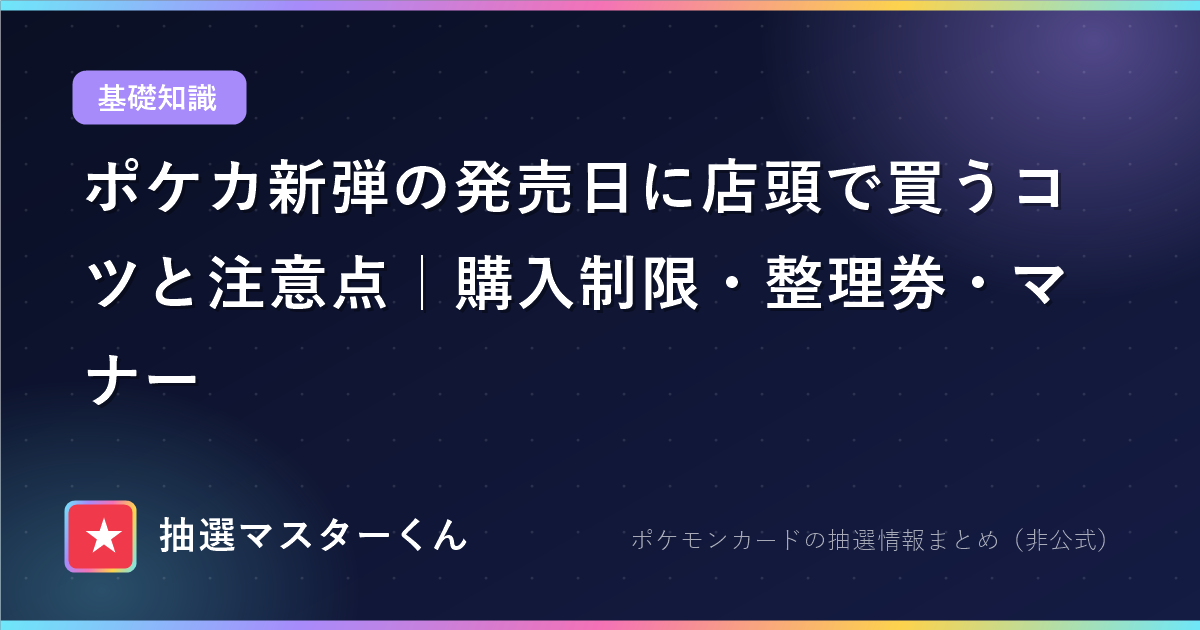 基礎知識
ポケカ新弾の発売日に店頭で買うコ
ツと注意点｜購入制限・整理券・マ
ナー
抽選マスターくん
ポケモンカードの抽選情報まとめ（非公式）